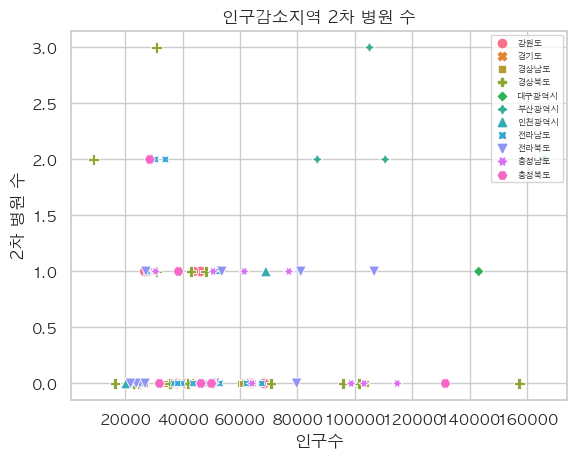 인구감소지역 2차 병원 수
3.0
2.5
2.0
1.5
1.0
0.5
0.0
2차 병원 수
강원도
경기도
경상남도
경상북도
대구광역시
부산광역시
인천광역시
전라남도
전라북도
충청남도
충청북도
20000 40000 60000 80000 100000 120000 140000 160000
인구수